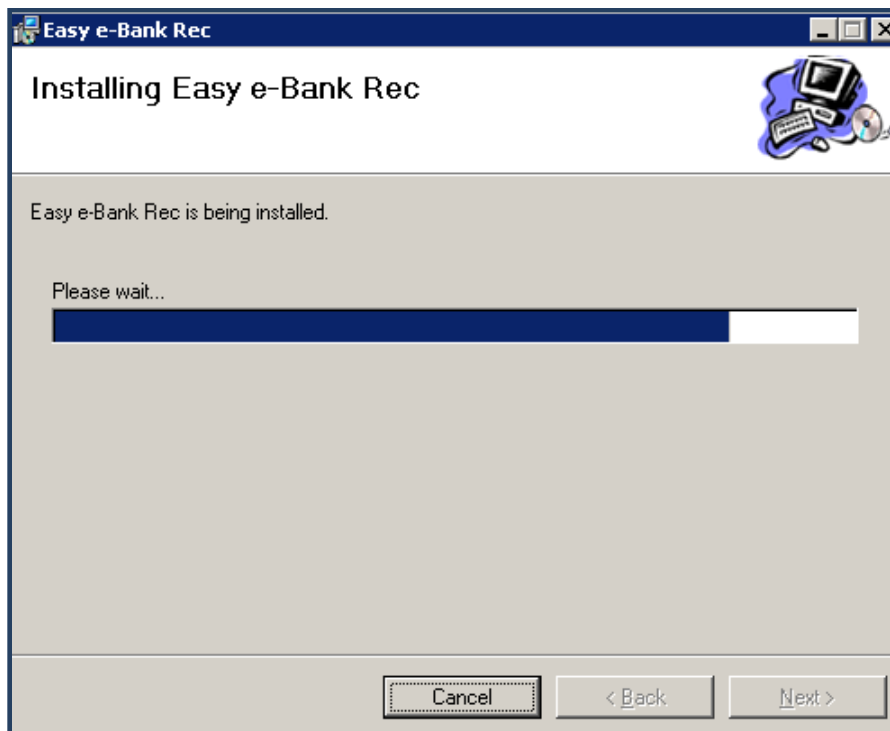 Easy e-Bank Rec
Installing Easy e-Bank Rec
Easy e-Bank Rec is being installed.
Please wait...
Cancel
< Back
Next >